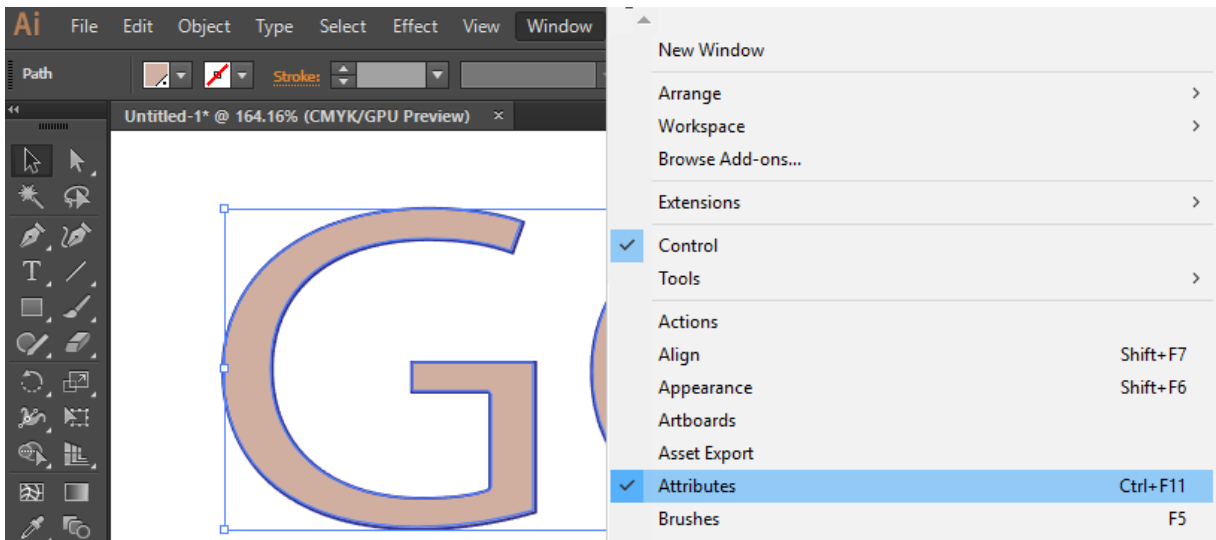 Ai File Edit Object Type Select Effect View Window
Path Stroke:
Untitled-1* @ 164.16% (CMYK/GPU Preview) ×
G
New Window
Arrange
Workspace
Browse Add-ons...
Extensions
Control
Tools
Actions
Align Shift+F7
Appearance Shift+F6
Artboards
Asset Export
Attributes Ctrl+F11
Brushes F5